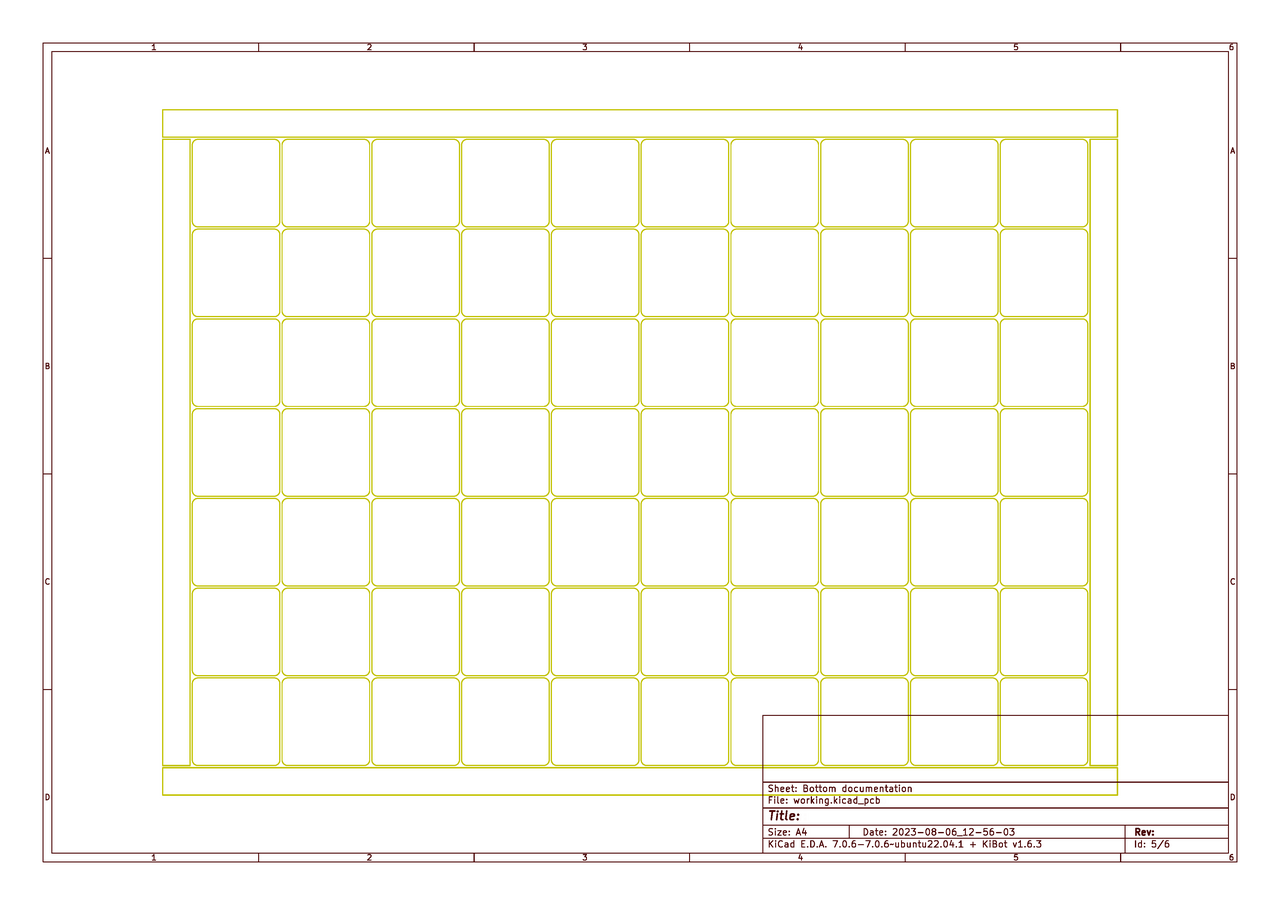 1 2 3 4 5 6
A A
B B
C C
D D
Sheet: Bottom documentation
File: working.kicad_pcb
Title:
Size: A4 Date: 2023-08-06_12-56-03 Rev:
KiCad E.D.A. 7.0.6-7.0.6~ubuntu22.04.1 + KiBot v1.6.3 Id: 5/6
1 2 3 4 5 6